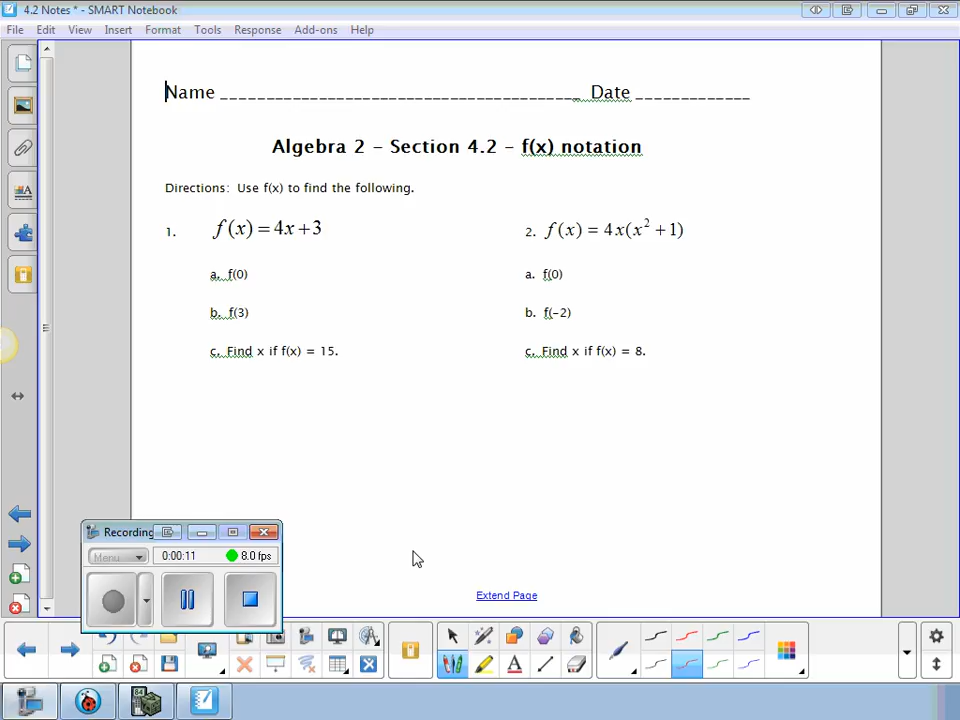 4.2 Notes * - SMART Notebook
File Edit View Insert Format Tools Response Add-ons Help
Name ______________________________________ Date ____________
Algebra 2 – Section 4.2 – f(x) notation
Directions: Use f(x) to find the following.
1. f(x) = 4x + 3
a. f(0)
b. f(3)
c. Find x if f(x) = 15.
2. f(x) = 4x(x² + 1)
a. f(0)
b. f(-2)
c. Find x if f(x) = 8.
Recording
Menu 0:00:11 8.0 fps
Extend Page